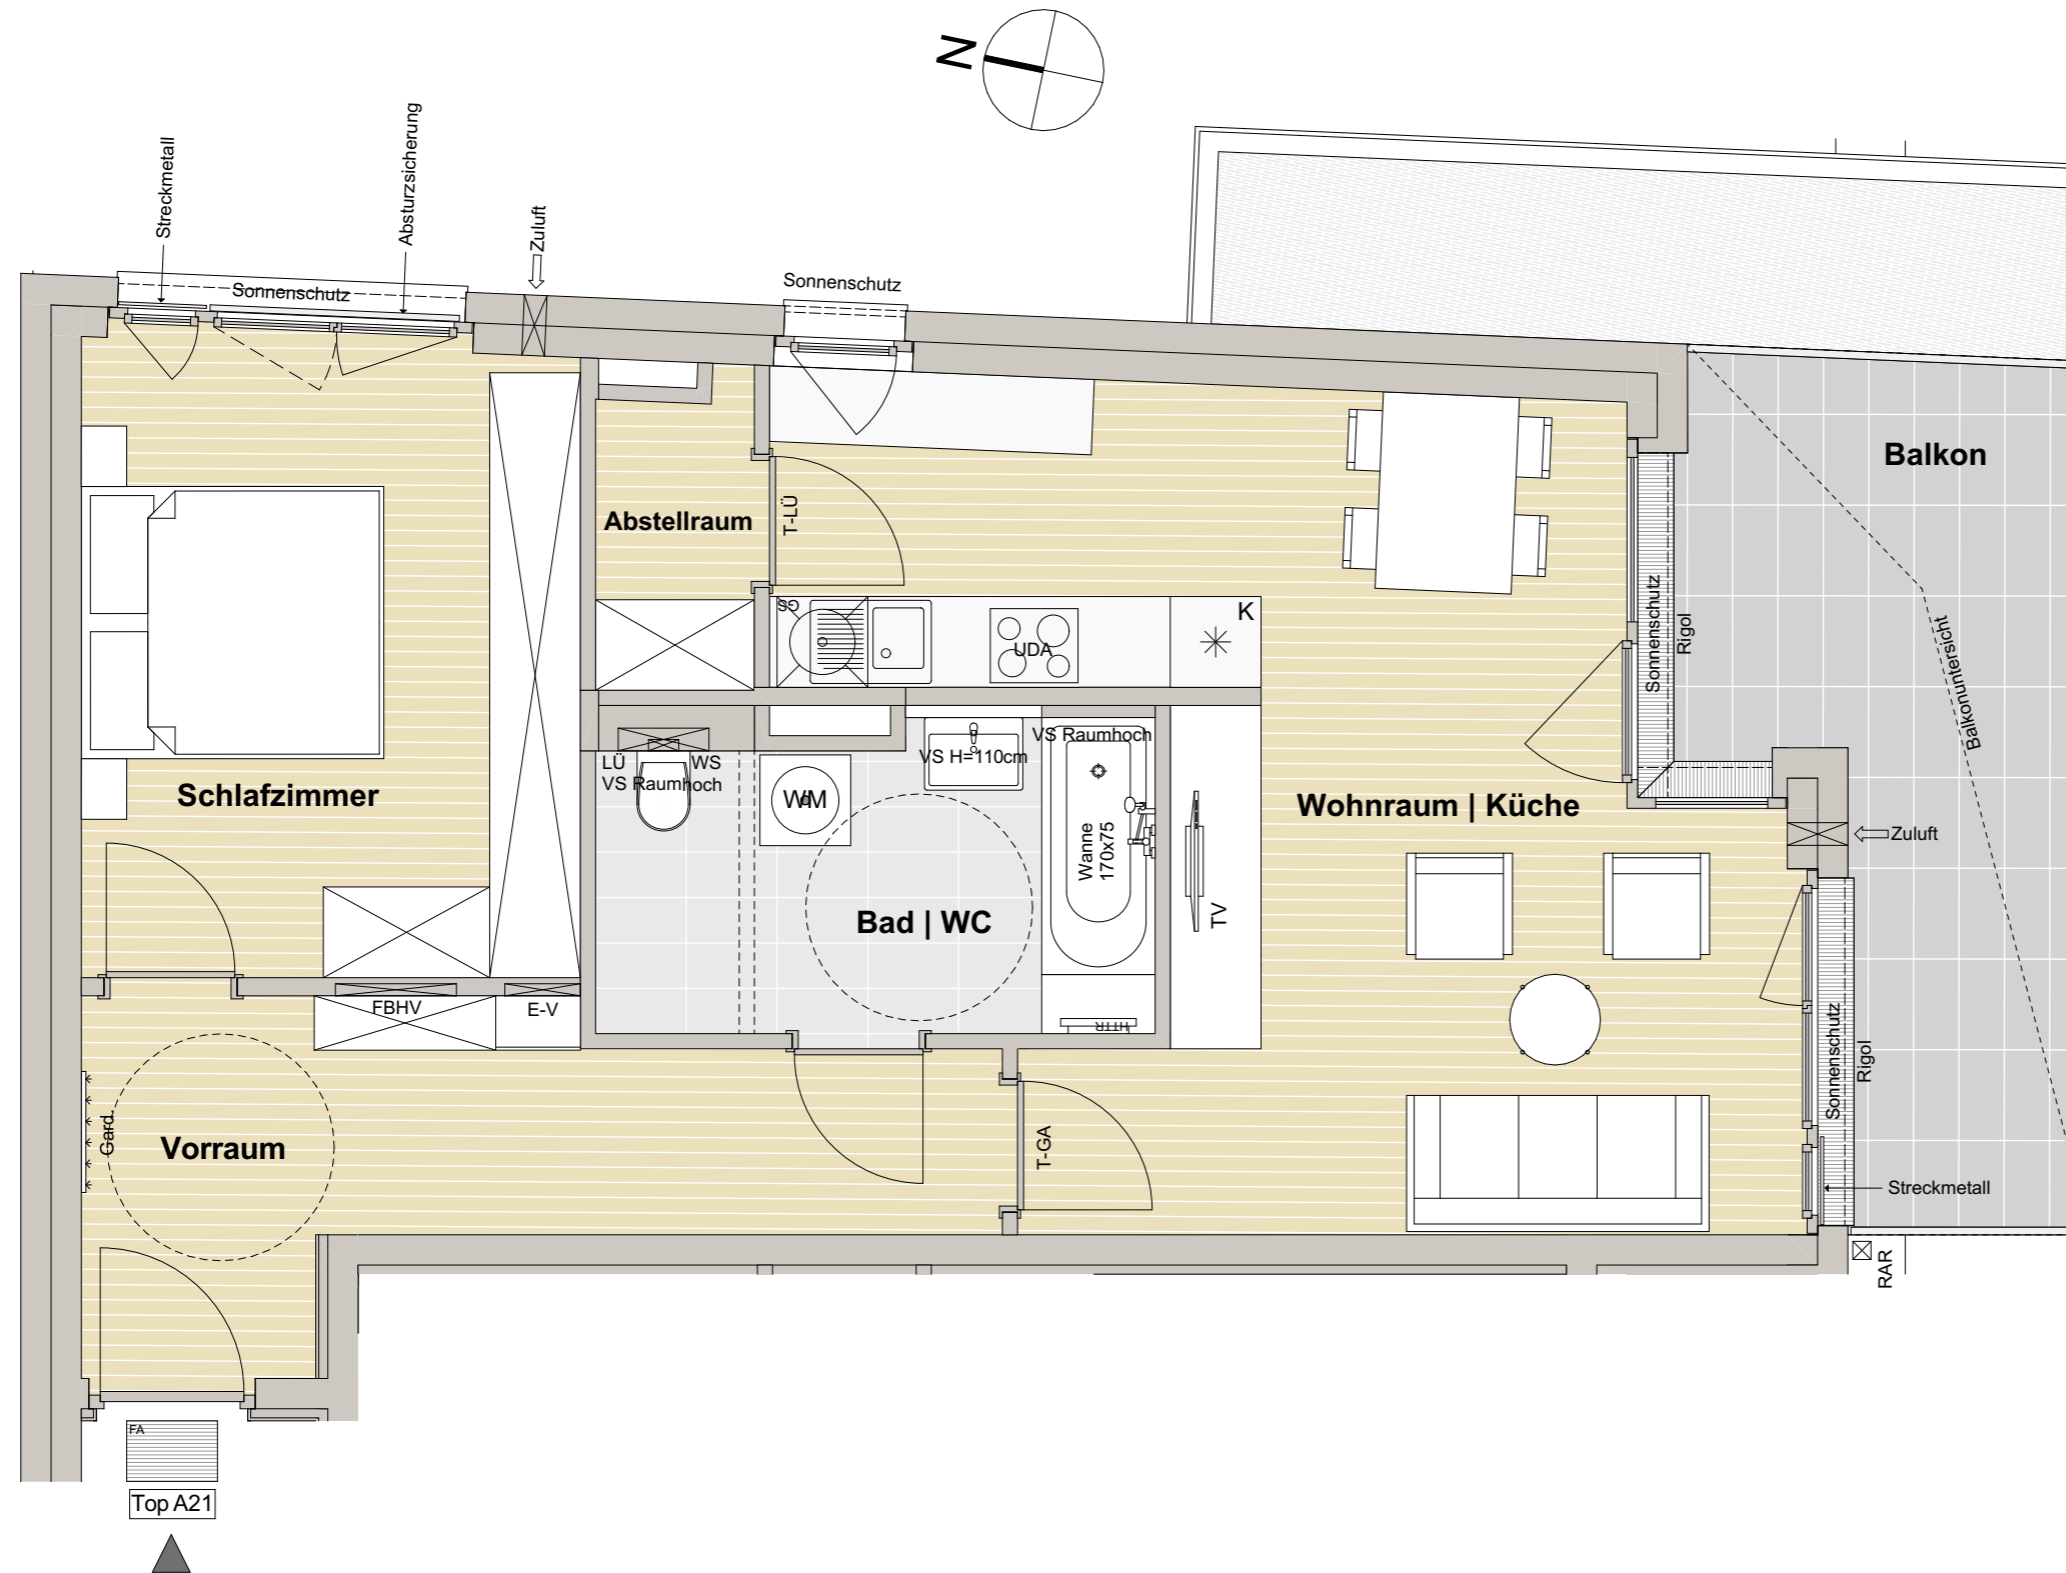 N
Streckmetall
Absturzsicherung
Zuluft
Sonnenschutz
Sonnenschutz
Balkon
Abstellraum
T-LÜ
GS
UDA
K
Sonnenschutz
Rigol
Balkonuntersicht
LÜ
WS
VS Raumhoch
WM
VS H=110cm
VS Raumhoch
Wanne
170x75
TV
Schlafzimmer
Wohnraum | Küche
Zuluft
Bad | WC
HTTR
FBHV
E-V
Gard.
Vorraum
T-GA
Sonnenschutz
Rigol
Streckmetall
RAR
FA
Top A21